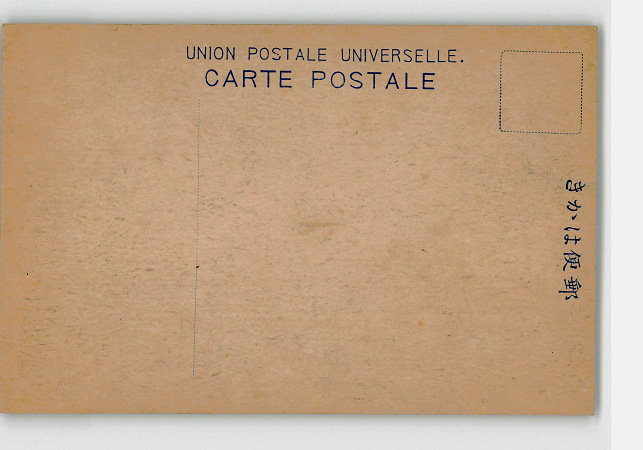 UNION POSTALE UNIVERSELLE.
CARTE POSTALE
郵便はかき